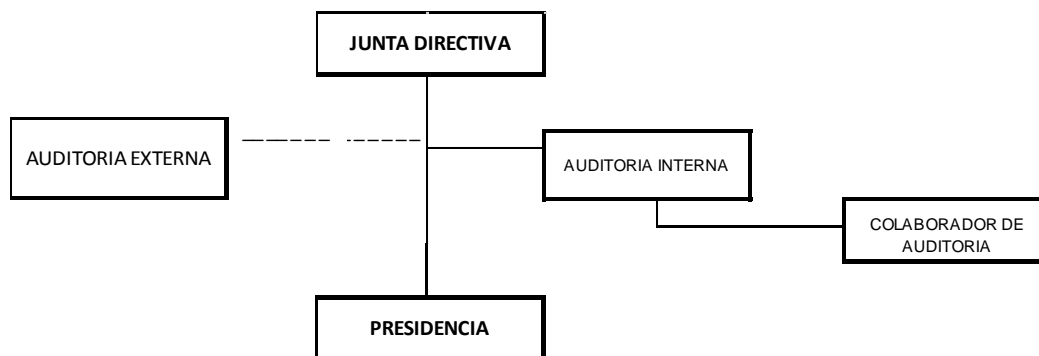 JUNTA DIRECTIVA
AUDITORIA EXTERNA
AUDITORIA INTERNA
COLABORADOR DE
AUDITORIA
PRESIDENCIA